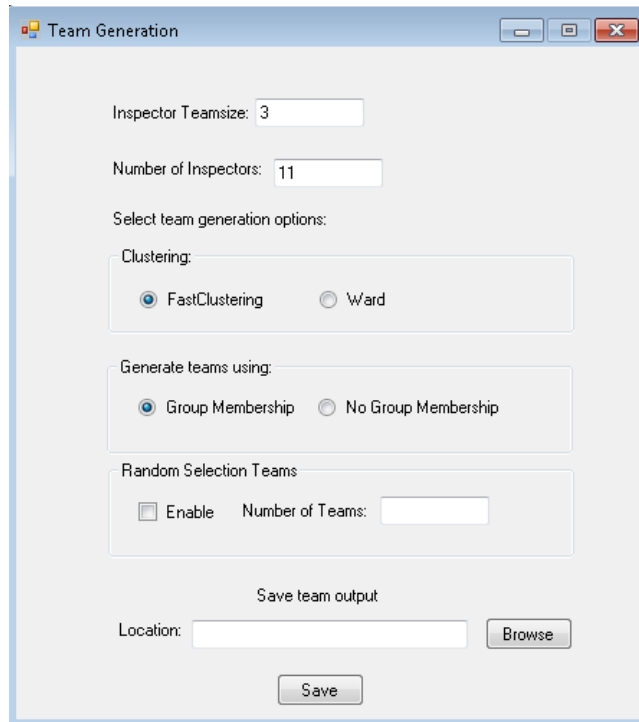 Team Generation
Inspector Teamsize: 3
Number of Inspectors: 11
Select team generation options:
Clustering:
FastClustering Ward
Generate teams using:
Group Membership No Group Membership
Random Selection Teams
Enable Number of Teams:
Save team output
Location: Browse
Save